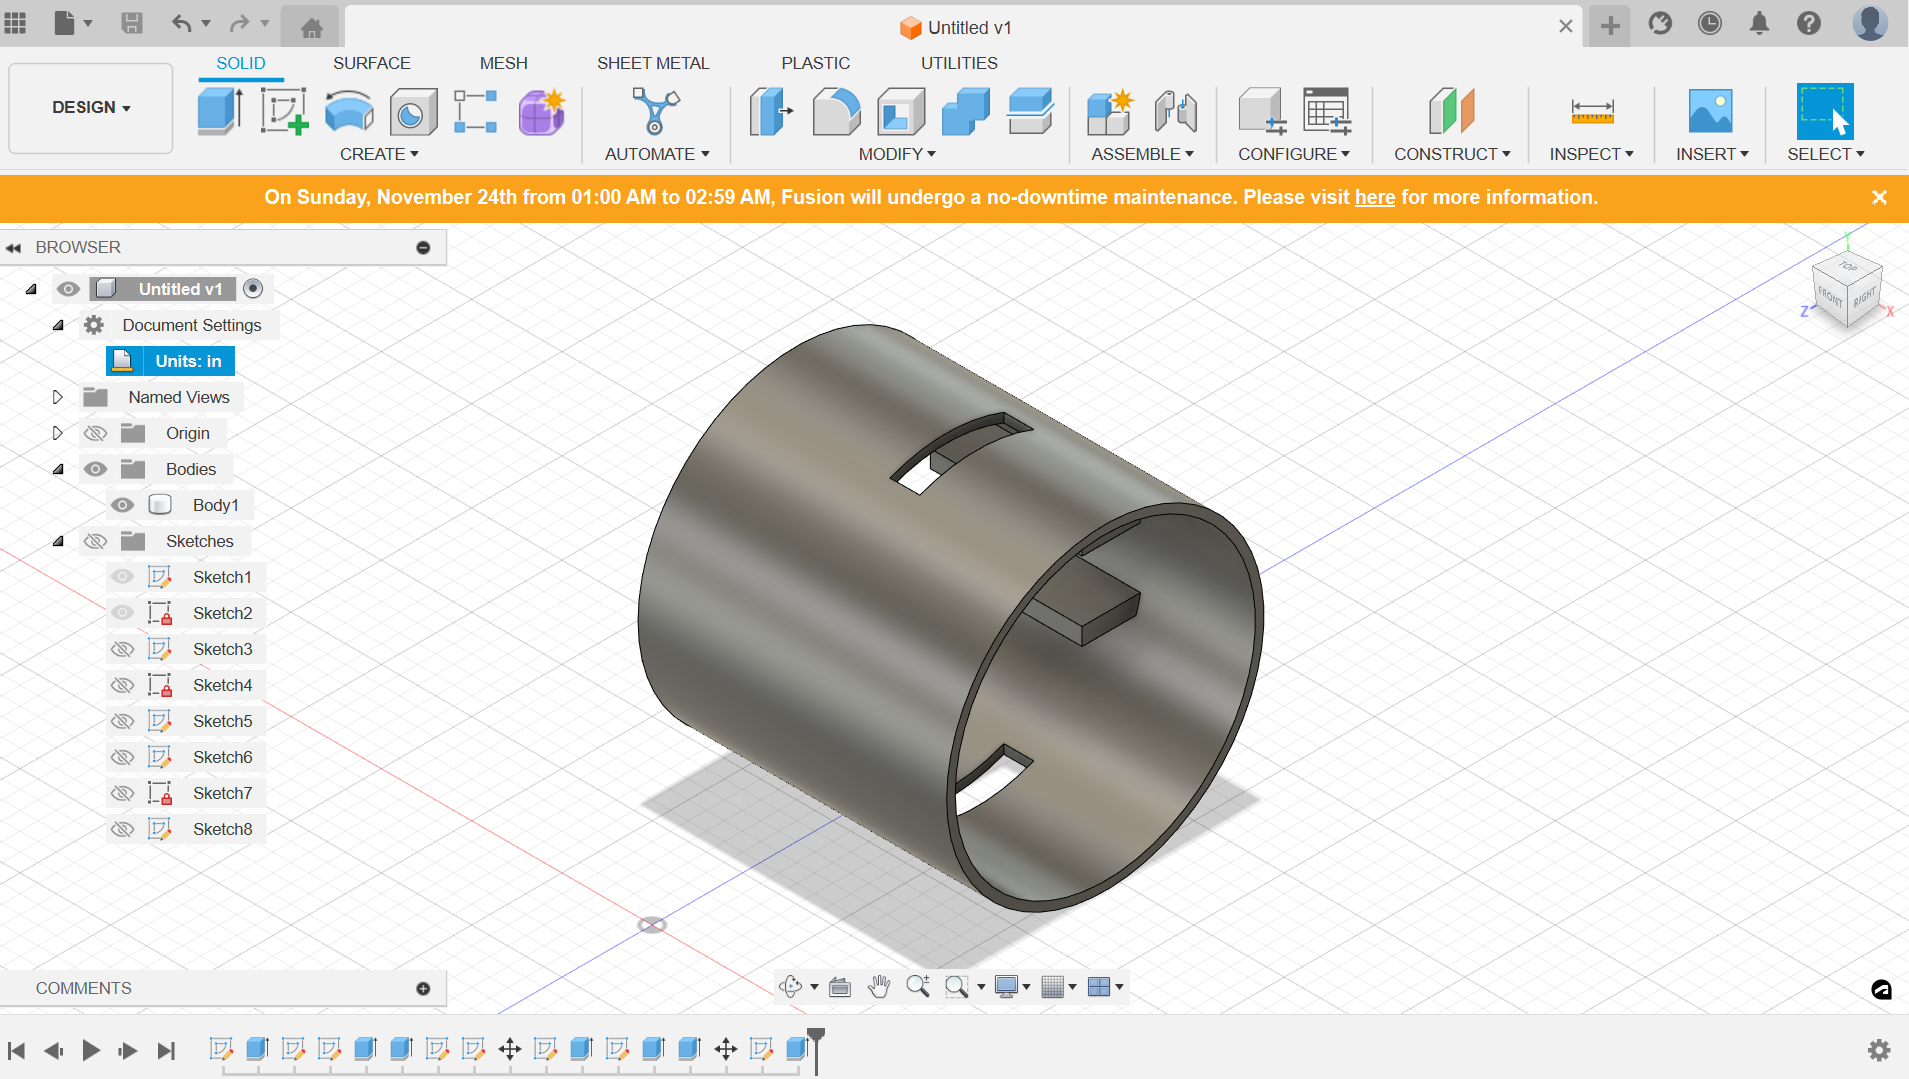 Untitled v1
SOLID SURFACE MESH SHEET METAL PLASTIC UTILITIES
DESIGN
CREATE AUTOMATE MODIFY ASSEMBLE CONFIGURE CONSTRUCT INSPECT INSERT SELECT
On Sunday, November 24th from 01:00 AM to 02:59 AM, Fusion will undergo a no-downtime maintenance. Please visit here for more information.
BROWSER
Untitled v1
Document Settings
Units: in
Named Views
Origin
Bodies
Body1
Sketches
Sketch1
Sketch2
Sketch3
Sketch4
Sketch5
Sketch6
Sketch7
Sketch8
Y
TOP
FRONT RIGHT
Z X
COMMENTS